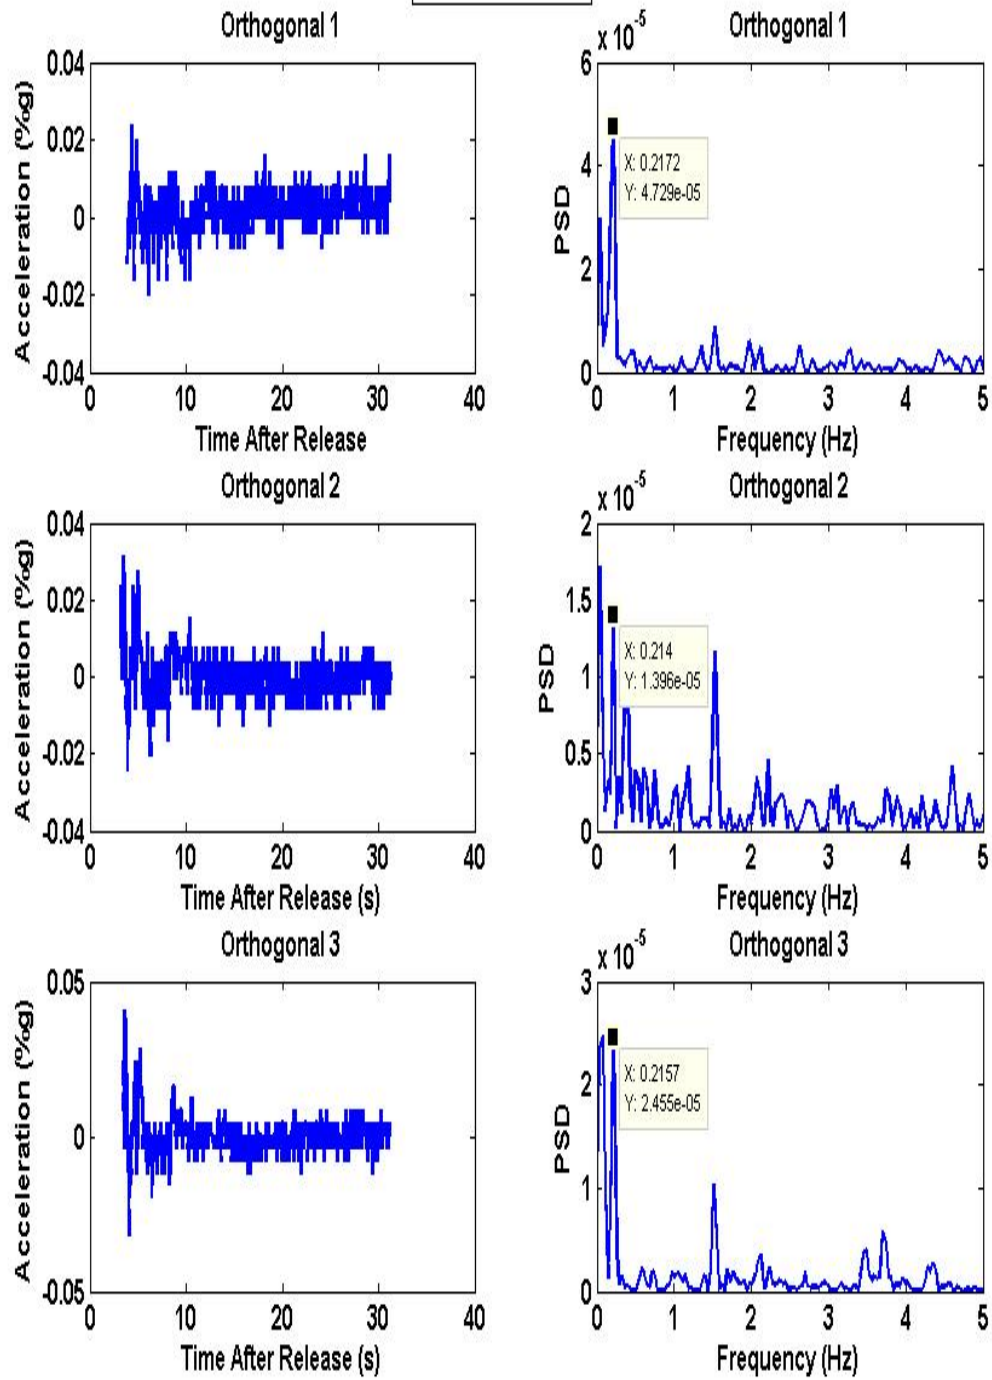 Orthogonal 1
Acceleration (%g)
0.04
0.02
0
-0.02
-0.04
0 10 20 30 40
Time After Release
Orthogonal 1
x 10^-5
PSD
6
4
2
0
X: 0.2172
Y: 4.729e-05
0 1 2 3 4 5
Frequency (Hz)
Orthogonal 2
Acceleration (%g)
0.04
0.02
0
-0.02
-0.04
0 10 20 30 40
Time After Release (s)
Orthogonal 2
x 10^-5
PSD
2
1.5
1
0.5
0
X: 0.214
Y: 1.396e-05
0 1 2 3 4 5
Frequency (Hz)
Orthogonal 3
Acceleration (%g)
0.05
0
-0.05
0 10 20 30 40
Time After Release (s)
Orthogonal 3
x 10^-5
PSD
3
2
1
0
X: 0.2157
Y: 2.455e-05
0 1 2 3 4 5
Frequency (Hz)